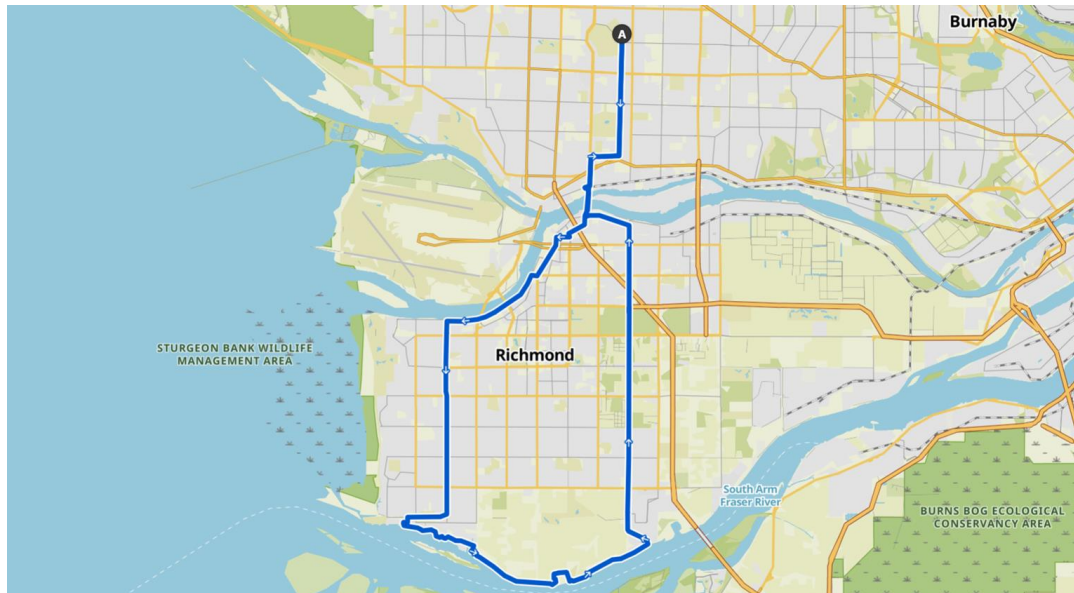 Burnaby
A
Richmond
STURGEON BANK WILDLIFE
MANAGEMENT AREA
South Arm
Fraser River
BURNS BOG ECOLOGICAL
CONSERVANCY AREA